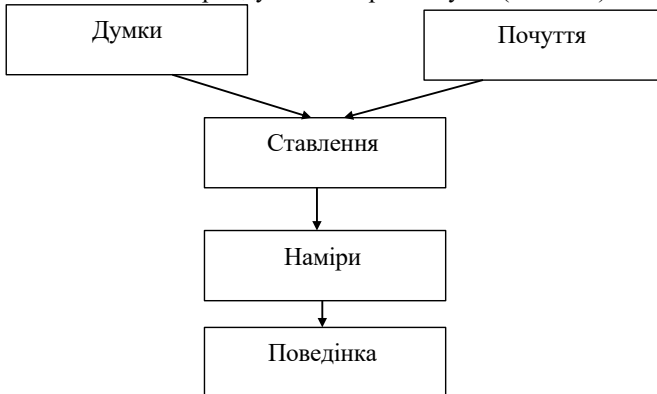 Думки
Почуття
Ставлення
Наміри
Поведінка